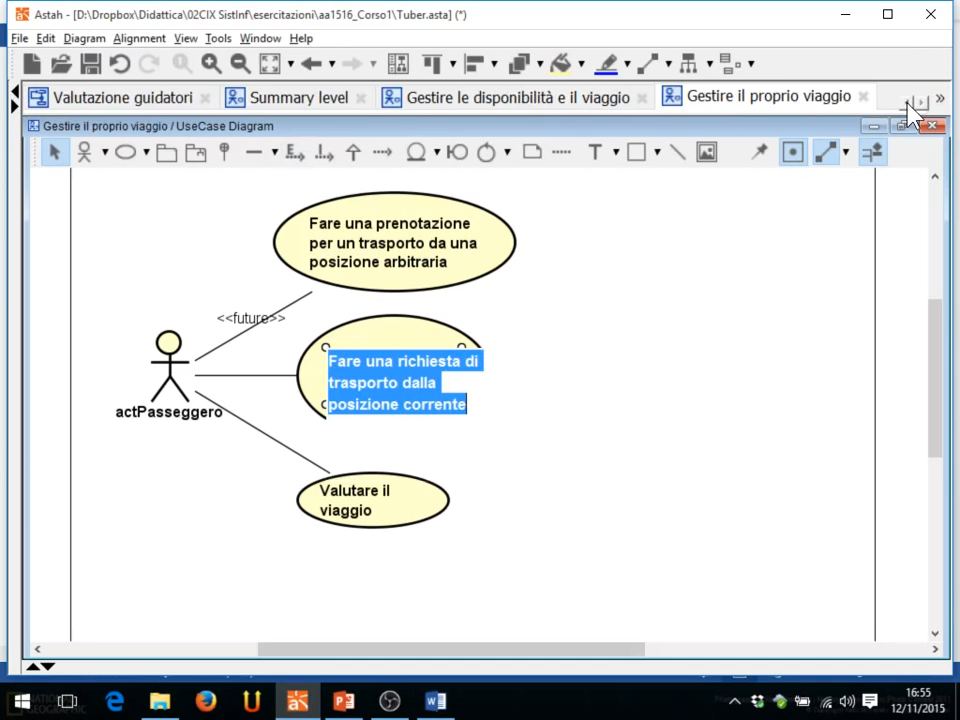 Astah - [D:\Dropbox\Didattica\02CIX SistInf\esercitazioni\aa1516_Corso1\Tuber.asta] (*)
File Edit Diagram Alignment View Tools Window Help
Valutazione guidatori Summary level Gestire le disponibilità e il viaggio Gestire il proprio viaggio
Gestire il proprio viaggio / UseCase Diagram
Fare una prenotazione
per un trasporto da una
posizione arbitraria
<<future>>
Fare una richiesta di
trasporto dalla
posizione corrente
actPasseggero
Valutare il
viaggio
16:55
12/11/2015